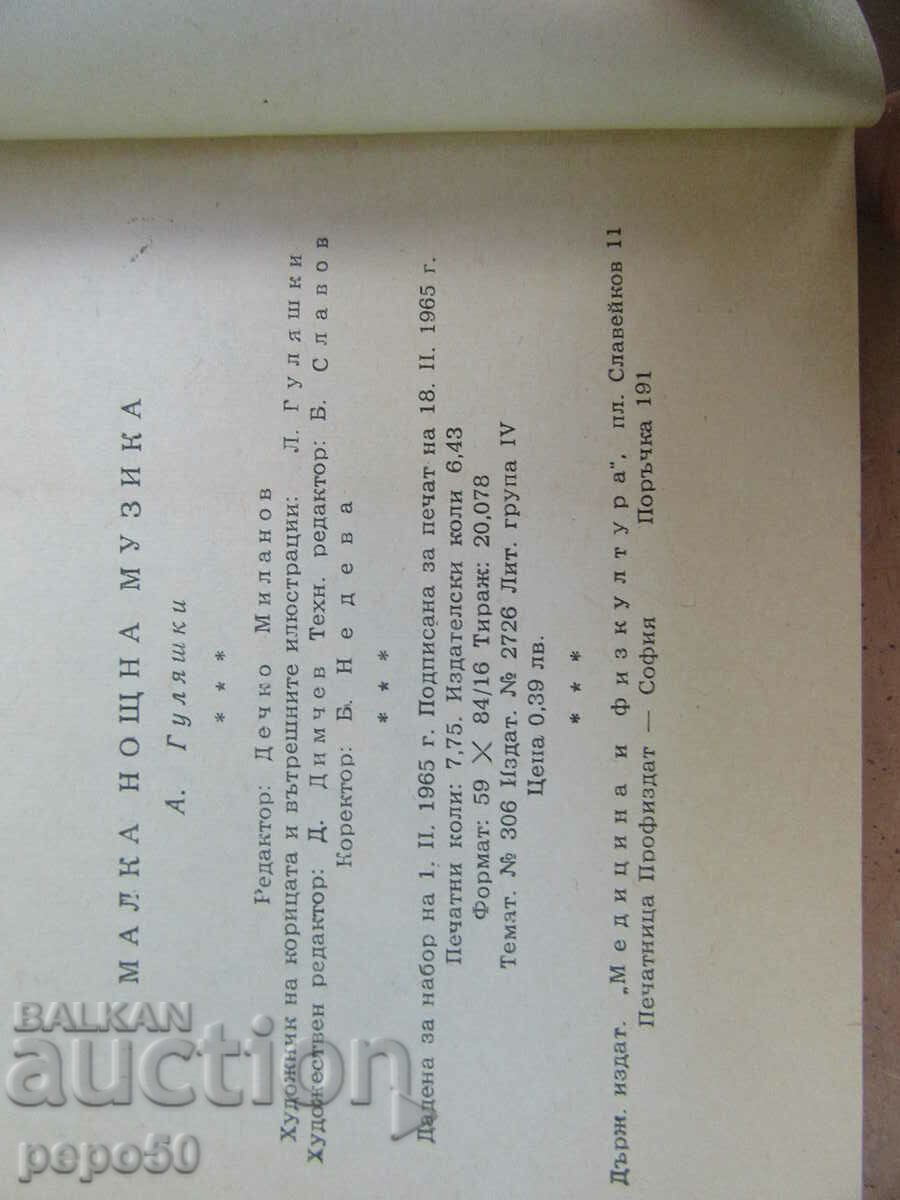 МАЛКА НОЩНА МУЗИКА
А. Гуляшки
* * *
Редактор: Дечко Миланов
Художник на корицата и вътрешните илюстрации: Л. Гуляшки
Художествен редактор: Д. Димчев Техн. редактор: Б. Славов
Коректор: Б. Недева
* * *
Дадена за набор на 1. II. 1965 г. Подписана за печат на 18. II. 1965 г.
Печатни коли: 7,75. Издателски коли 6,43
Формат: 59 × 84/16 Тираж: 20,078
Темат. № 306 Издат. № 2726 Лит. група IV
Цена 0,39 лв.
* * *
Държ. издат. „Медицина и физкултура", пл. Славейков 11
Печатница Профиздат — София Поръчка 191
BALKAN
auction
pepo50